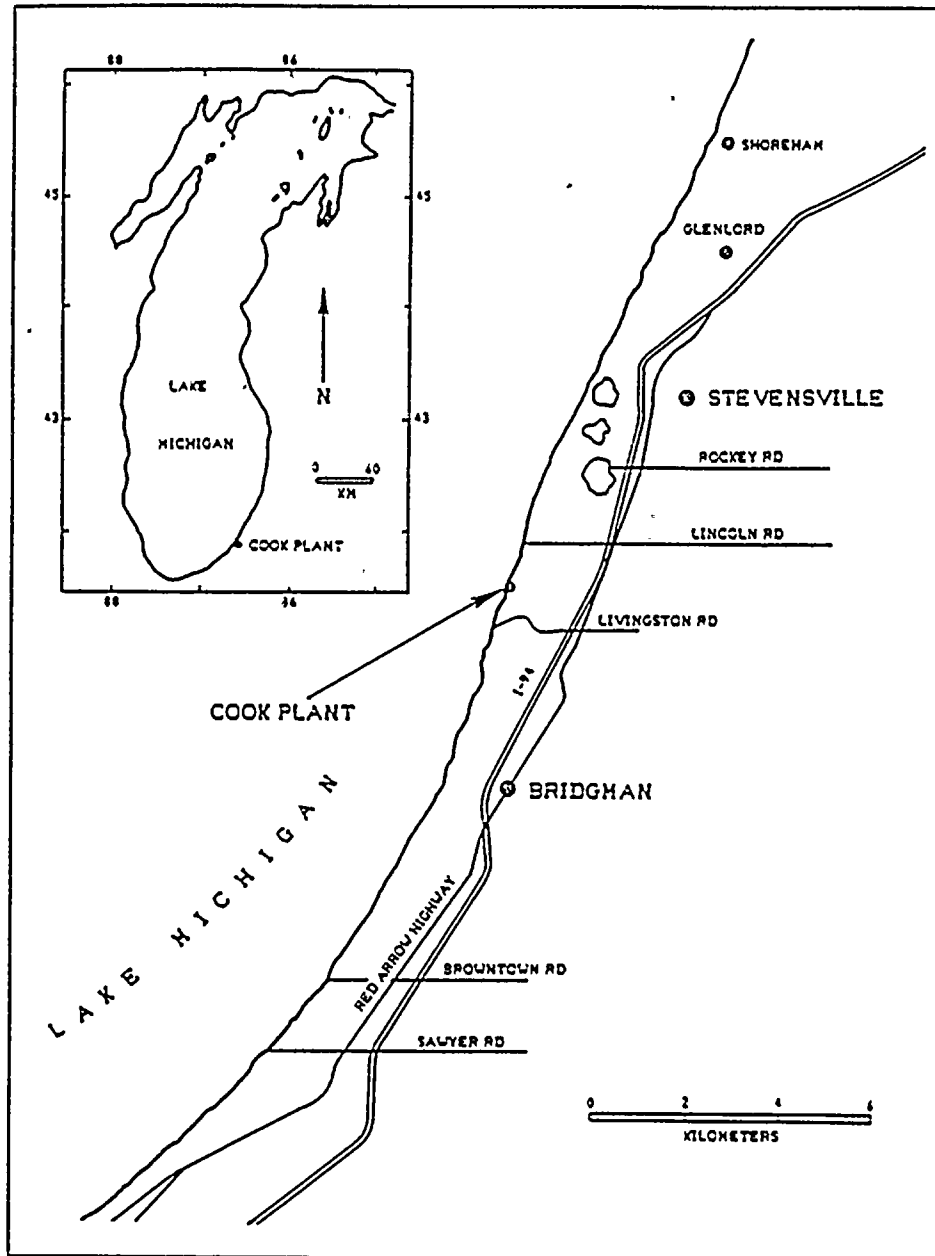 88
86
45
45
43
43
LAKE
MICHIGAN
N
0 60
KM
COOK PLANT
88
86
SHOREHAM
GLENLORD
STEVENSVILLE
ROCKEY RD
LINCOLN RD
LIVINGSTON RD
I-94
COOK PLANT
BRIDGMAN
LAKE MICHIGAN
RED ARROW HIGHWAY
BROWNTOWN RD
SAWYER RD
0 2 4 6
KILOMETERS